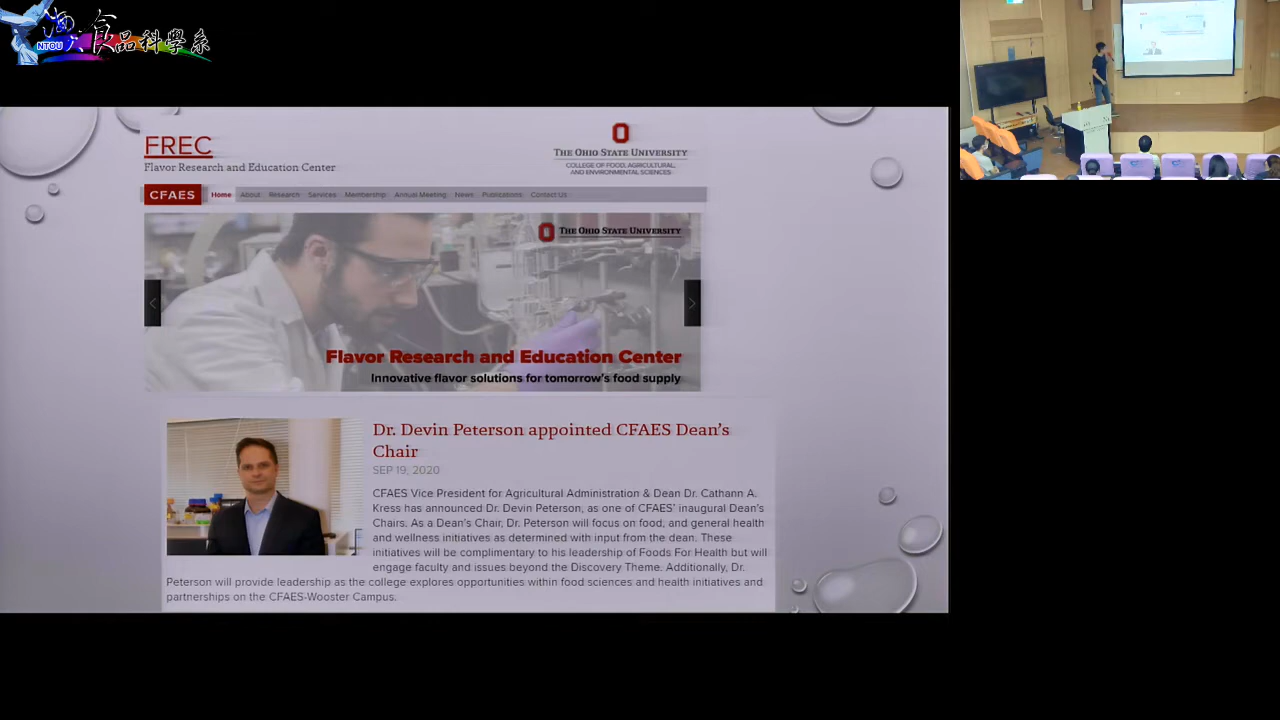 海大食品科學系
NTOU
FREC
Flavor Research and Education Center
THE OHIO STATE UNIVERSITY
COLLEGE OF FOOD, AGRICULTURAL,
AND ENVIRONMENTAL SCIENCES
CFAES Home About Research Services Membership Annual Meeting News Publications Contact Us
THE OHIO STATE UNIVERSITY
Flavor Research and Education Center
Innovative flavor solutions for tomorrow's food supply
Dr. Devin Peterson appointed CFAES Dean's
Chair
SEP 19, 2020
CFAES Vice President for Agricultural Administration & Dean Dr. Cathann A.
Kress has announced Dr. Devin Peterson, as one of CFAES' inaugural Dean's
Chairs. As a Dean's Chair, Dr. Peterson will focus on food, and general health
and wellness initiatives as determined with input from the dean. These
initiatives will be complimentary to his leadership of Foods For Health but will
engage faculty and issues beyond the Discovery Theme. Additionally, Dr.
Peterson will provide leadership as the college explores opportunities within food sciences and health initiatives and
partnerships on the CFAES-Wooster Campus.